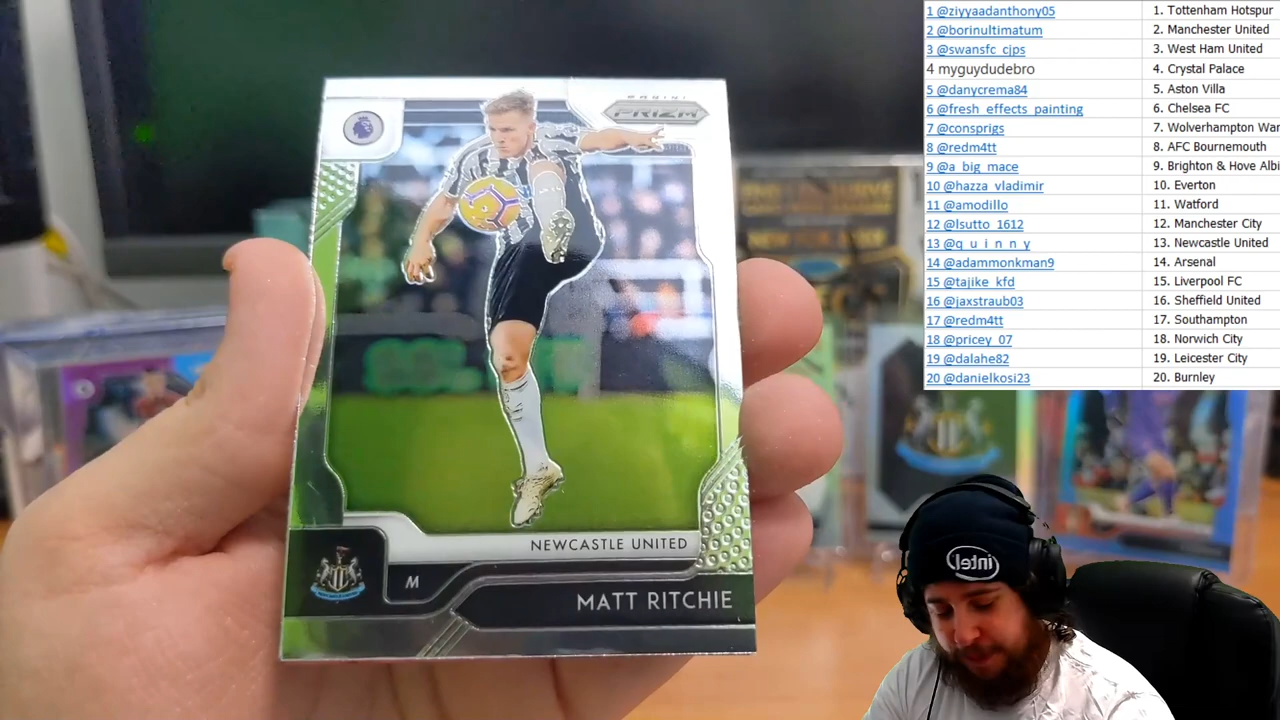 1 @ziyyaadanthony05 1. Tottenham Hotspur
2 @borinultimatum 2. Manchester United
3 @swansfc_cjps 3. West Ham United
4 myguydudebro 4. Crystal Palace
5 @danycrema84 5. Aston Villa
6 @fresh_effects_painting 6. Chelsea FC
7 @consprigs 7. Wolverhampton Wa
8 @redm4tt 8. AFC Bournemouth
9 @a_big_mace 9. Brighton & Hove Albi
10 @hazza_vladimir 10. Everton
11 @amodillo 11. Watford
12 @lsutto_1612 12. Manchester City
13 @q_u_i_n_n_y 13. Newcastle United
14 @adammonkman9 14. Arsenal
15 @tajike_kfd 15. Liverpool FC
16 @jaxstraub03 16. Sheffield United
17 @redm4tt 17. Southampton
18 @pricey_07 18. Norwich City
19 @dalahe82 19. Leicester City
20 @danielkosi23 20. Burnley
PANINI
PRIZM
NEWCASTLE UNITED
M
MATT RITCHIE
intel